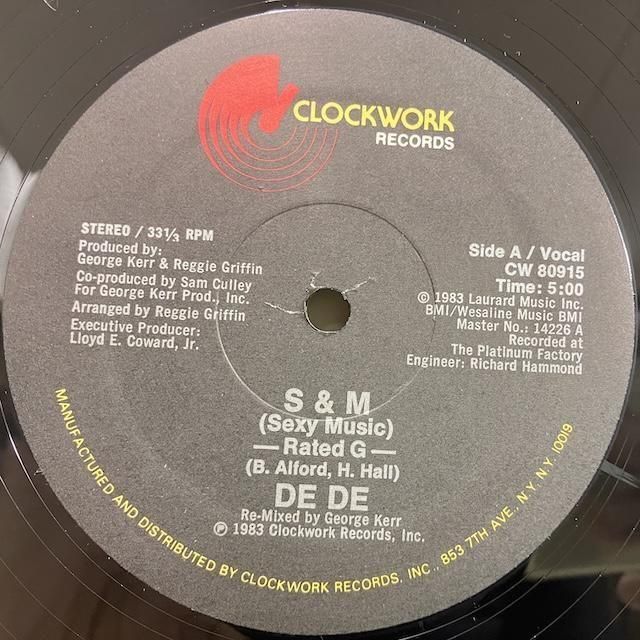 CLOCKWORK
RECORDS
STEREO / 33⅓ RPM
Produced by:
George Kerr & Reggie Griffin
Co-produced by Sam Culley
For George Kerr Prod., Inc.
Arranged by Reggie Griffin
Executive Producer:
Lloyd E. Coward, Jr.
Side A / Vocal
CW 80915
Time: 5:00
© 1983 Laurard Music Inc.
BMI/Wesaline Music BMI
Master No.: 14226 A
Recorded at
The Platinum Factory
Engineer: Richard Hammond
S & M
(Sexy Music)
— Rated G —
(B. Alford, H. Hall)
DE DE
Re-Mixed by George Kerr
℗ 1983 Clockwork Records, Inc.
MANUFACTURED AND DISTRIBUTED BY CLOCKWORK RECORDS, INC., 853 7TH AVE., N.Y. N.Y. 10019